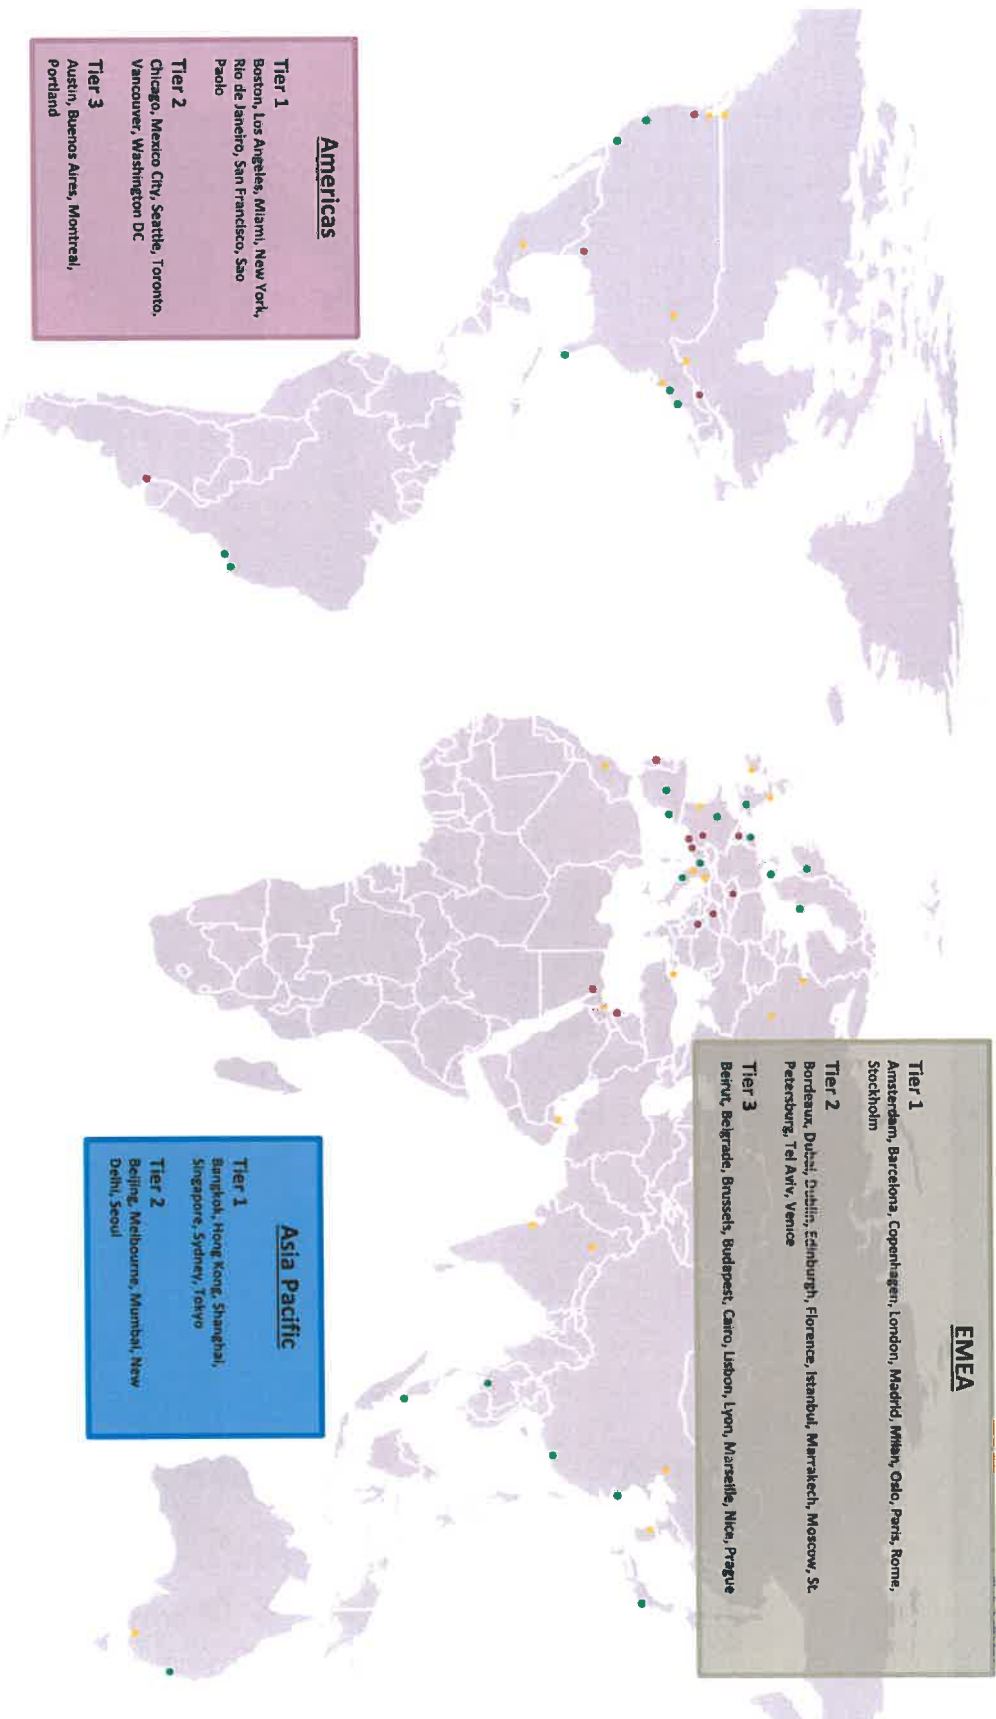 EMEA
Tier 1
Amsterdam, Barcelona, Copenhagen, London, Madrid, Milan, Oslo, Paris, Rome,
Stockholm
Tier 2
Bordeaux, Dubai, Dublin, Edinburgh, Florence, Istanbul, Marrakech, Moscow, St.
Petersburg, Tel Aviv, Venice
Tier 3
Beirut, Belgrade, Brussels, Budapest, Cairo, Lisbon, Lyon, Marseille, Nice, Prague
Americas
Tier 1
Boston, Los Angeles, Miami, New York,
Rio de Janeiro, San Francisco, Sao
Paolo
Tier 2
Chicago, Mexico City, Seattle, Toronto,
Vancouver, Washington DC
Tier 3
Austin, Buenos Aires, Montreal,
Portland
Asia Pacific
Tier 1
Bangkok, Hong Kong, Shanghai,
Singapore, Sydney, Tokyo
Tier 2
Beijing, Melbourne, Mumbai, New
Delhi, Seoul